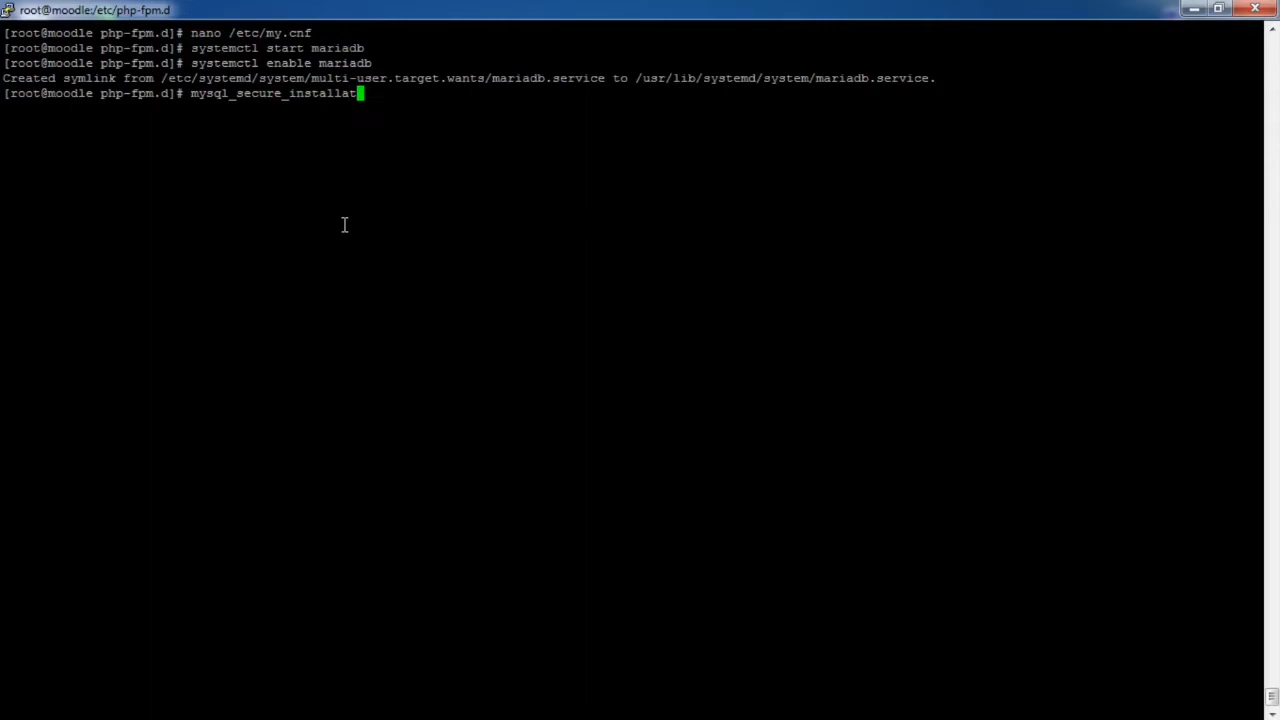 root@moodle:/etc/php-fpm.d
[root@moodle php-fpm.d]# nano /etc/my.cnf
[root@moodle php-fpm.d]# systemctl start mariadb
[root@moodle php-fpm.d]# systemctl enable mariadb
Created symlink from /etc/systemd/system/multi-user.target.wants/mariadb.service to /usr/lib/systemd/system/mariadb.service.
[root@moodle php-fpm.d]# mysql_secure_installat